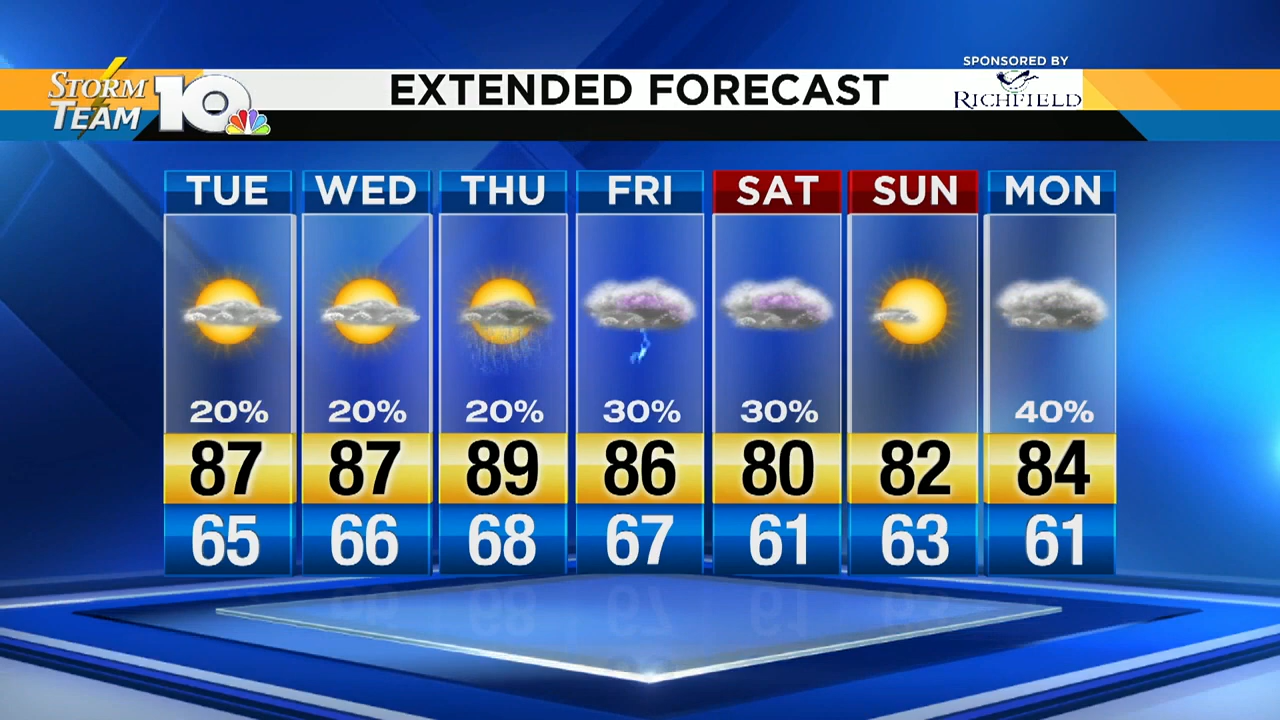 SPONSORED BY
STORM
TEAM 10
EXTENDED FORECAST
RICHFIELD
TUE WED THU FRI SAT SUN MON
20% 20% 20% 30% 30% 40%
87 87 89 86 80 82 84
65 66 68 67 61 63 61